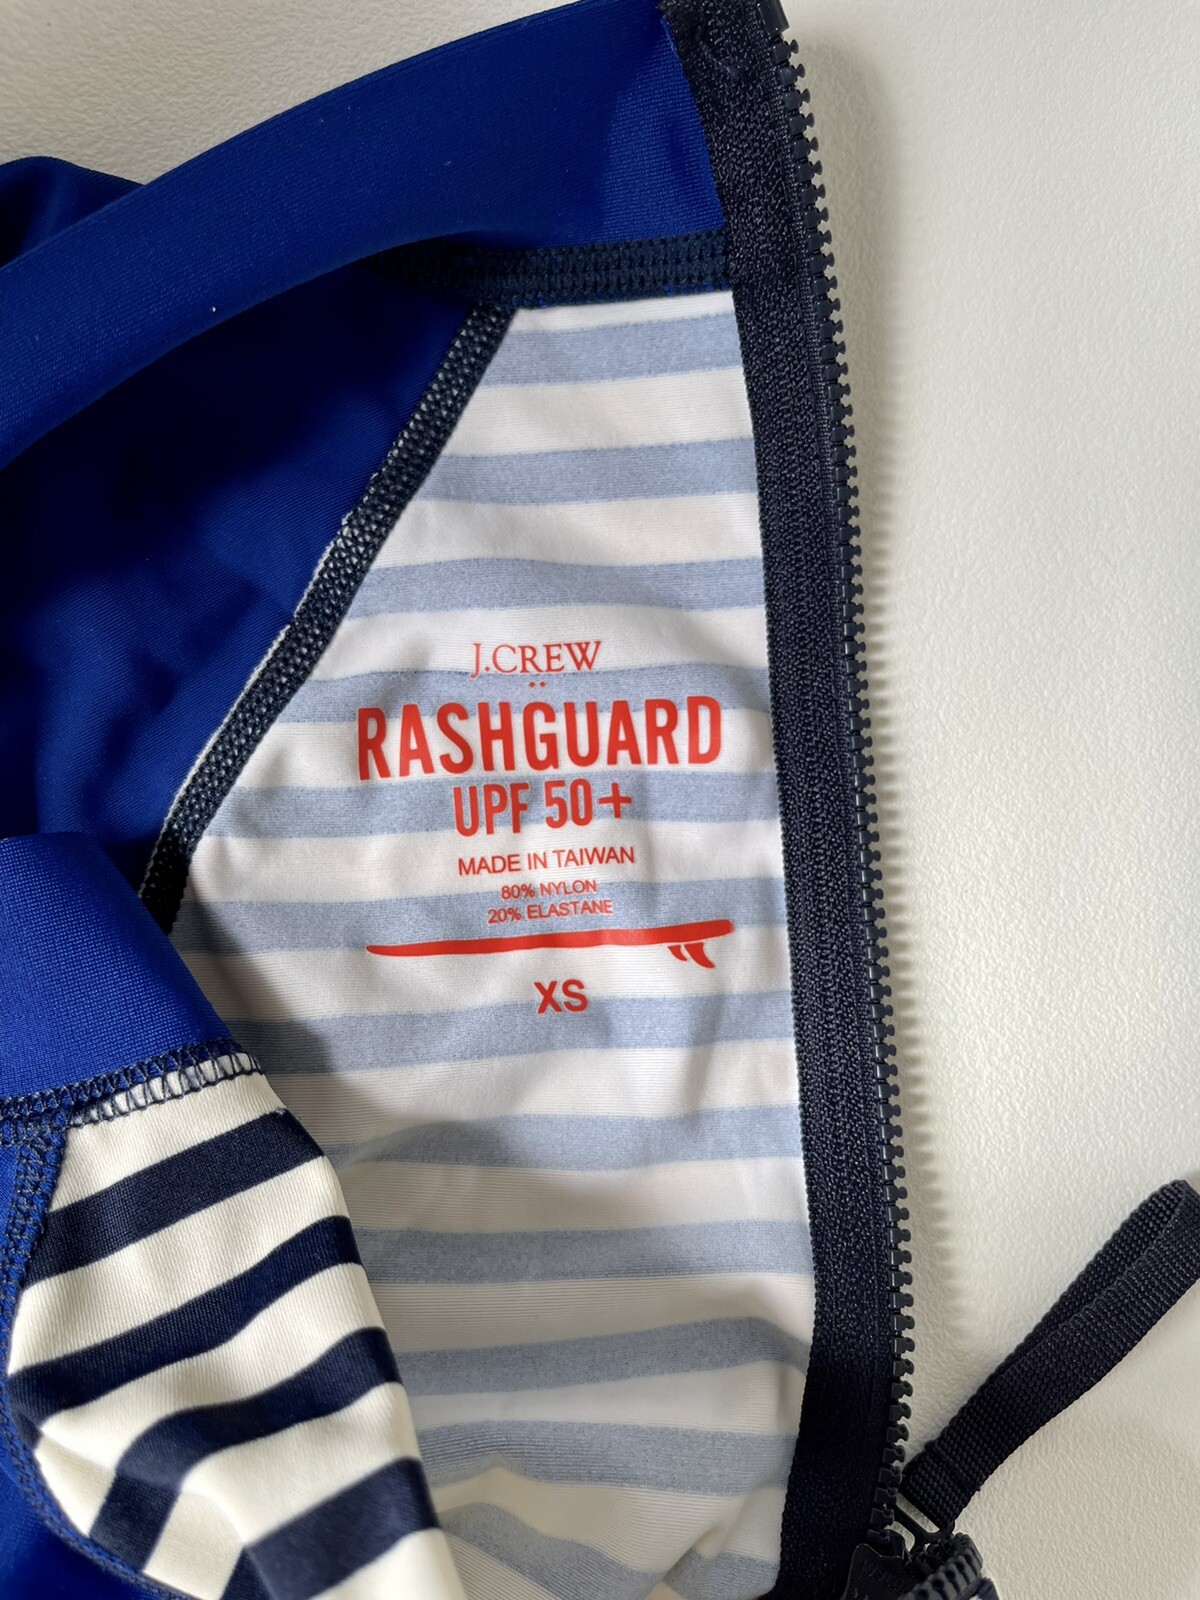 J.CREW
RASHGUARD
UPF 50+
MADE IN TAIWAN
80% NYLON
20% ELASTANE
XS